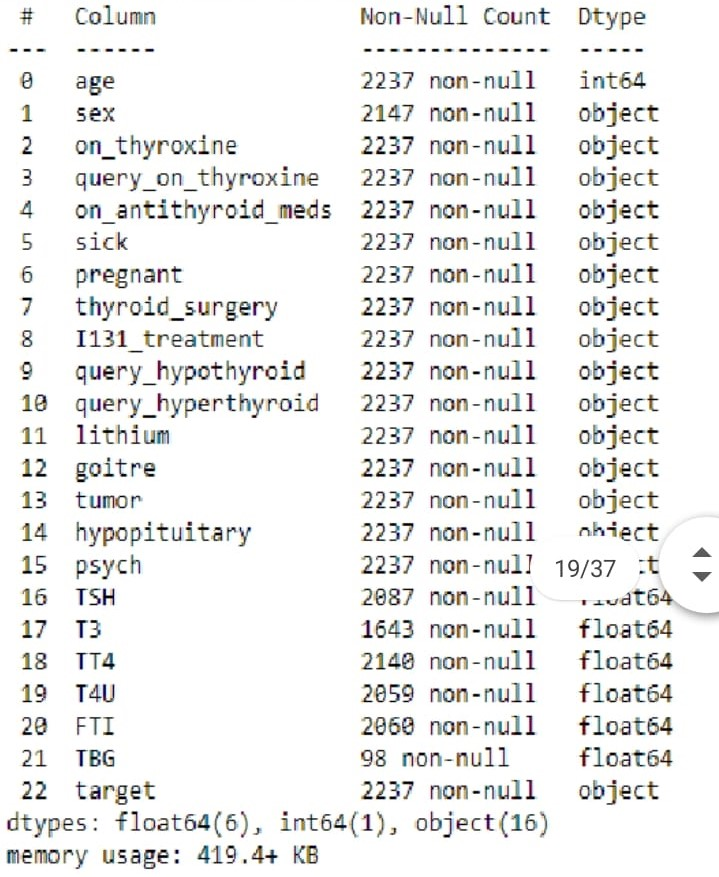 # Column Non-Null Count Dtype
--- ------ -------------- -----
0 age 2237 non-null int64
1 sex 2147 non-null object
2 on_thyroxine 2237 non-null object
3 query_on_thyroxine 2237 non-null object
4 on_antithyroid_meds 2237 non-null object
5 sick 2237 non-null object
6 pregnant 2237 non-null object
7 thyroid_surgery 2237 non-null object
8 I131_treatment 2237 non-null object
9 query_hypothyroid 2237 non-null object
10 query_hyperthyroid 2237 non-null object
11 lithium 2237 non-null object
12 goitre 2237 non-null object
13 tumor 2237 non-null object
14 hypopituitary 2237 non-null object
15 psych 2237 non-null
19/37
16 TSH 2087 non-null float64
17 T3 1643 non-null float64
18 TT4 2140 non-null float64
19 T4U 2059 non-null float64
20 FTI 2060 non-null float64
21 TBG 98 non-null float64
22 target 2237 non-null object
dtypes: float64(6), int64(1), object(16)
memory usage: 419.4+ KB